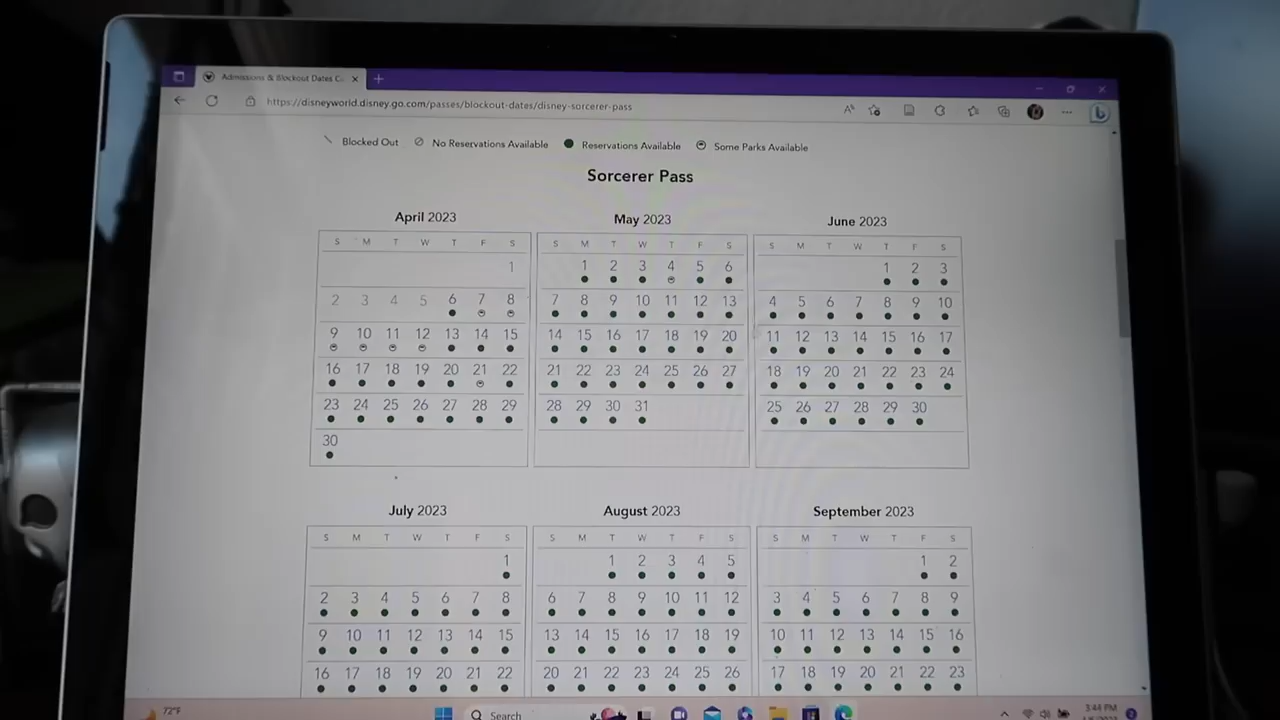 Admissions & Blockout Dates C
https://disneyworld.disney.go.com/passes/blockout-dates/disney-sorcerer-pass
Blocked Out No Reservations Available Reservations Available Some Parks Available
Sorcerer Pass
April 2023 May 2023 June 2023
S M T W T F S S M T W T F S S M T W T F S
1 1 2 3 4 5 6 1 2 3
2 3 4 5 6 7 8 7 8 9 10 11 12 13 4 5 6 7 8 9 10
9 10 11 12 13 14 15 14 15 16 17 18 19 20 11 12 13 14 15 16 17
16 17 18 19 20 21 22 21 22 23 24 25 26 27 18 19 20 21 22 23 24
23 24 25 26 27 28 29 28 29 30 31 25 26 27 28 29 30
30
July 2023 August 2023 September 2023
S M T W T F S S M T W T F S S M T W T F S
1 1 2 3 4 5 1 2
2 3 4 5 6 7 8 6 7 8 9 10 11 12 3 4 5 6 7 8 9
9 10 11 12 13 14 15 13 14 15 16 17 18 19 10 11 12 13 14 15 16
16 17 18 19 20 21 22 20 21 22 23 24 25 26 17 18 19 20 21 22 23
72°F Search 3:44 PM